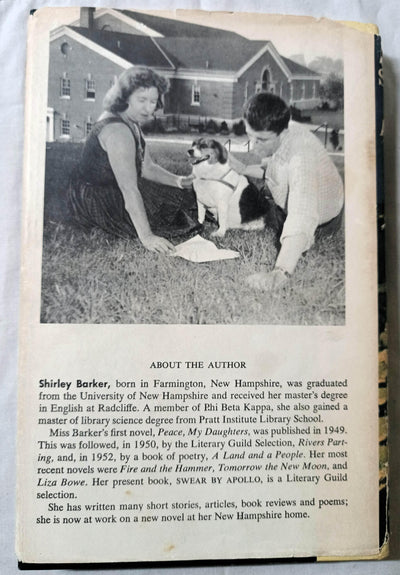 ABOUT THE AUTHOR
Shirley Barker, born in Farmington, New Hampshire, was graduated
from the University of New Hampshire and received her master's degree
in English at Radcliffe. A member of Phi Beta Kappa, she also gained a
master of library science degree from Pratt Institute Library School.
Miss Barker's first novel, Peace, My Daughters, was published in 1949.
This was followed, in 1950, by the Literary Guild Selection, Rivers Part-
ing, and, in 1952, by a book of poetry, A Land and a People. Her most
recent novels were Fire and the Hammer, Tomorrow the New Moon, and
Liza Bowe. Her present book, SWEAR BY APOLLO, is a Literary Guild
selection.
She has written many short stories, articles, book reviews and poems;
she is now at work on a new novel at her New Hampshire home.